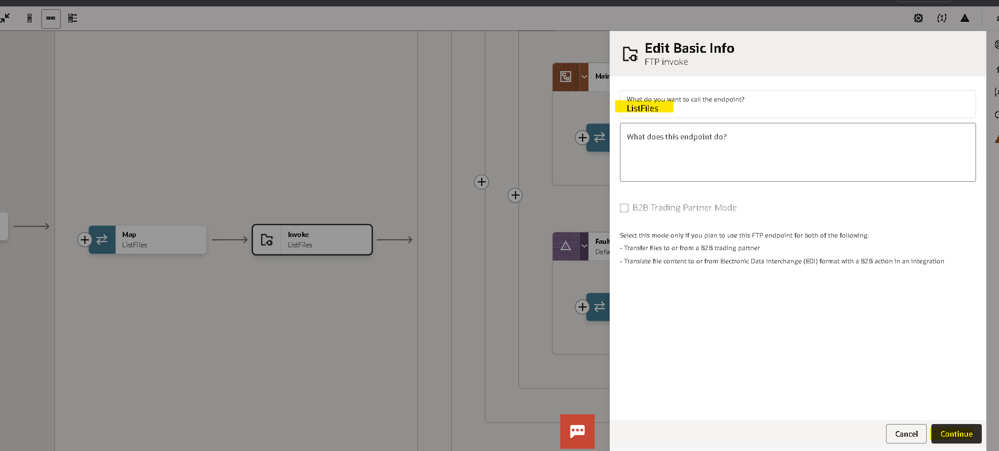 Edit Basic Info
FTP invoke
What do you want to call the endpoint?
ListFiles
What does this endpoint do?
B2B Trading Partner Mode
Select this mode only if you plan to use this FTP endpoint for both of the following:
• Transfer files to or from a B2B trading partner
• Translate file content to or from Electronic Data Interchange (EDI) format with a B2B action in an integration
Cancel
Continue
Map
ListFiles
Invoke
ListFiles
Main
Fault
Defa